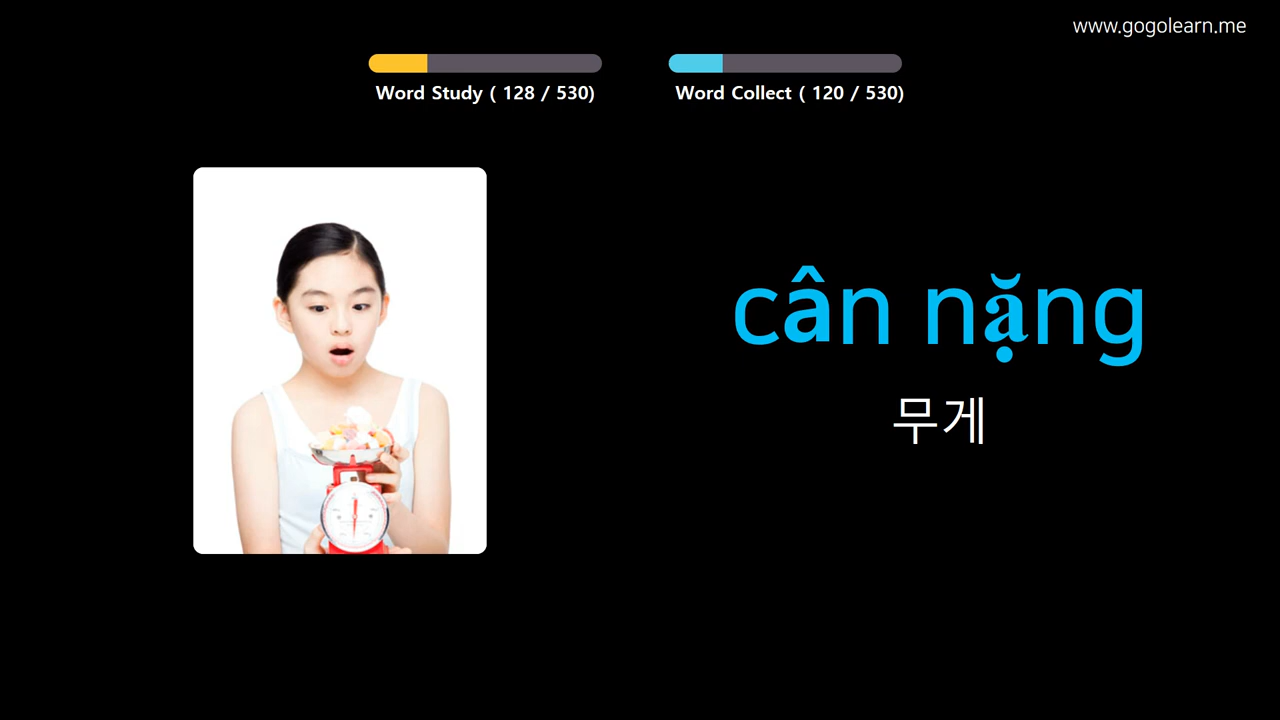 www.gogolearn.me
Word Study ( 128 / 530)
Word Collect ( 120 / 530)
cân nặng
무게